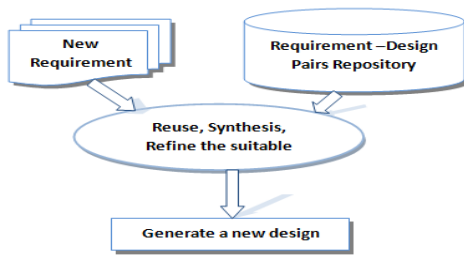 New
Requirement
Requirement –Design
Pairs Repository
Reuse, Synthesis,
Refine the suitable
Generate a new design